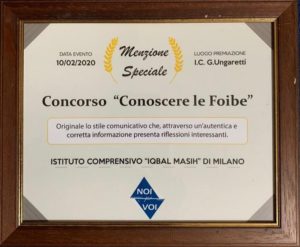 DATA EVENTO
10/02/2020
Menzione
Speciale
LUOGO PREMIAZIONE
I.C. G.Ungaretti
Concorso “Conoscere le Foibe”
Originale lo stile comunicativo che, attraverso un'autentica e
corretta informazione presenta riflessioni interessanti.
ISTITUTO COMPRENSIVO "IQBAL MASIH" DI MILANO
NOI
VOI